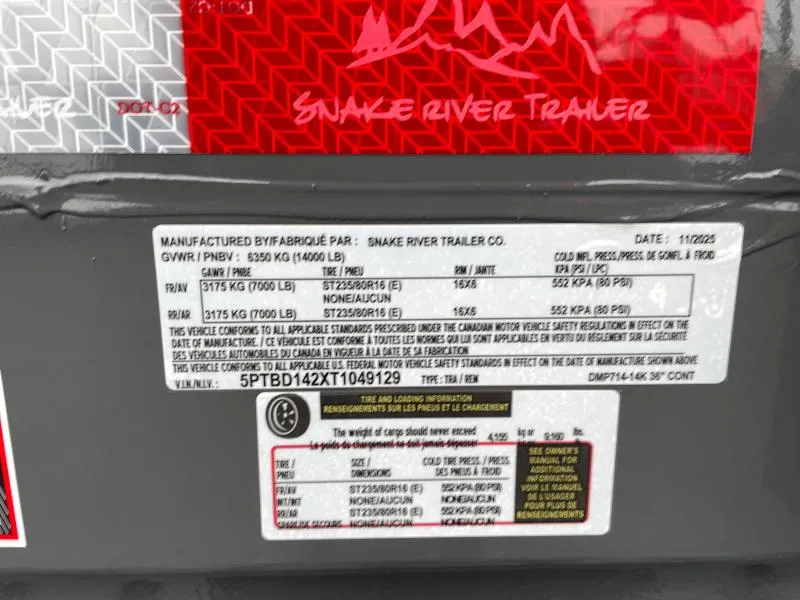 DOT-C2
AVER DOT-C2
SNAKE RIVER TRAILER
MANUFACTURED BY/FABRIQUÉ PAR : SNAKE RIVER TRAILER CO. DATE : 11/2025
GVWR / PNBV : 6350 KG (14000 LB) COLD INFL. PRESS./PRESS. DE GONFL. À FROID
GAWR / PNBE TIRE / PNEU RIM / JANTE KPA (PSI / LPC)
FR/AV 3175 KG (7000 LB) ST235/80R16 (E) 16X6 552 KPA (80 PSI)
NONE/AUCUN
RR/AR 3175 KG (7000 LB) ST235/80R16 (E) 16X6 552 KPA (80 PSI)
THIS VEHICLE CONFORMS TO ALL APPLICABLE STANDARDS PRESCRIBED UNDER THE CANADIAN MOTOR VEHICLE SAFETY REGULATIONS IN EFFECT ON THE
DATE OF MANUFACTURE. / CE VÉHICULE EST CONFORME À TOUTES LES NORMES QUI LUI SONT APPLICABLES EN VERTU DU RÈGLEMENT SUR LA SÉCURITÉ
DES VÉHICULES AUTOMOBILES DU CANADA EN VIGUEUR À LA DATE DE SA FABRICATION
THIS VEHICLE CONFORMS TO ALL APPLICABLE U.S. FEDERAL MOTOR VEHICLE SAFETY STANDARDS IN EFFECT ON THE DATE OF MANUFACTURE SHOWN ABOVE
V.I.N./N.I.V. : 5PTBD142XT1049129 TYPE : TRA / REM DMP714-14K 36" CONT
TIRE AND LOADING INFORMATION
RENSEIGNEMENTS SUR LES PNEUS ET LE CHARGEMENT
The weight of cargo should never exceed 4,155 kg or 9,160 lbs.
Le poids du chargement ne doit jamais dépasser
TIRE / SIZE / COLD TIRE PRESS. / PRESS.
PNEU DIMENSIONS DES PNEUS À FROID
FR/AV ST235/80R16 (E) 552 KPA (80 PSI)
INT/INT NONE/AUCUN NONE/AUCUN
RR/AR ST235/80R16 (E) 552 KPA (80 PSI)
SPARE/DE SECOURS NONE/AUCUN NONE/AUCUN
SEE OWNER'S
MANUAL FOR
ADDITIONAL
INFORMATION
VOIR LE MANUEL
DE L'USAGER
POUR PLUS DE
RENSEIGNEMENTS